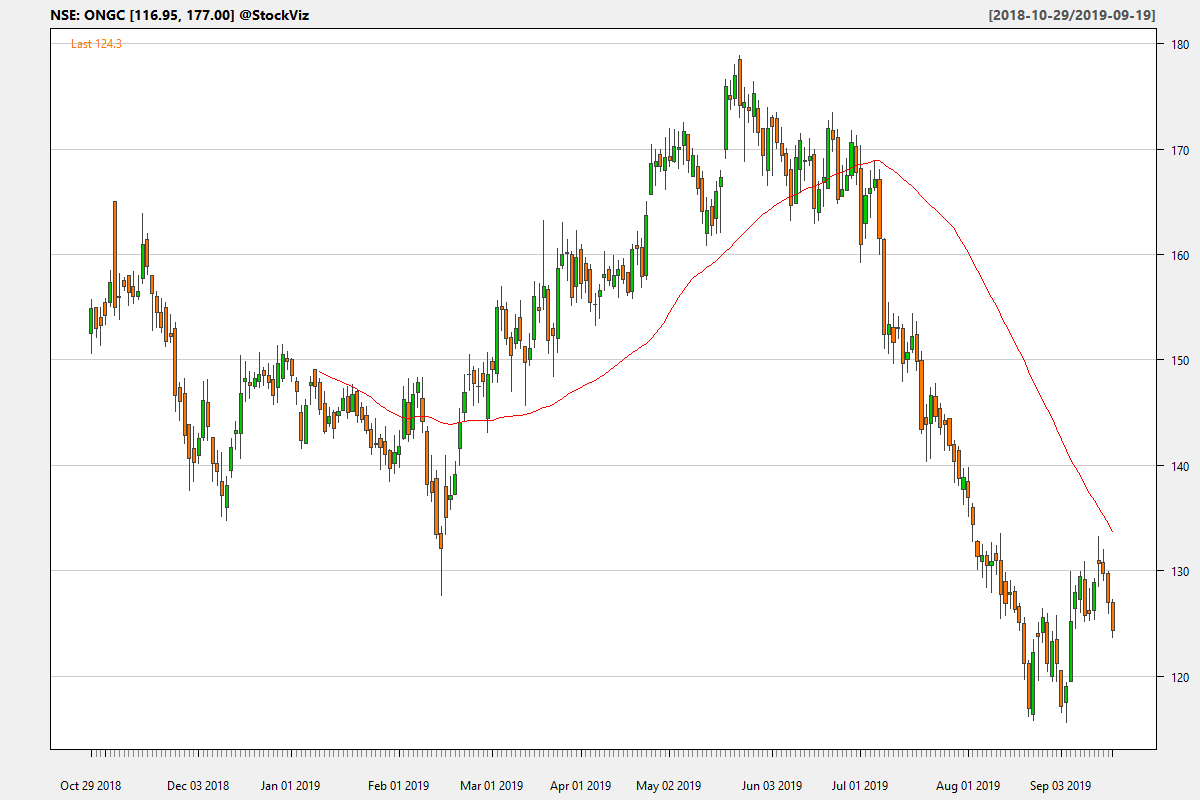 NSE: ONGC [116.95, 177.00] @StockViz [2018-10-29/2019-09-19]
Last 124.3
180
170
160
150
140
130
120
Oct 29 2018 Dec 03 2018 Jan 01 2019 Feb 01 2019 Mar 01 2019 Apr 01 2019 May 02 2019 Jun 03 2019 Jul 01 2019 Aug 01 2019 Sep 03 2019